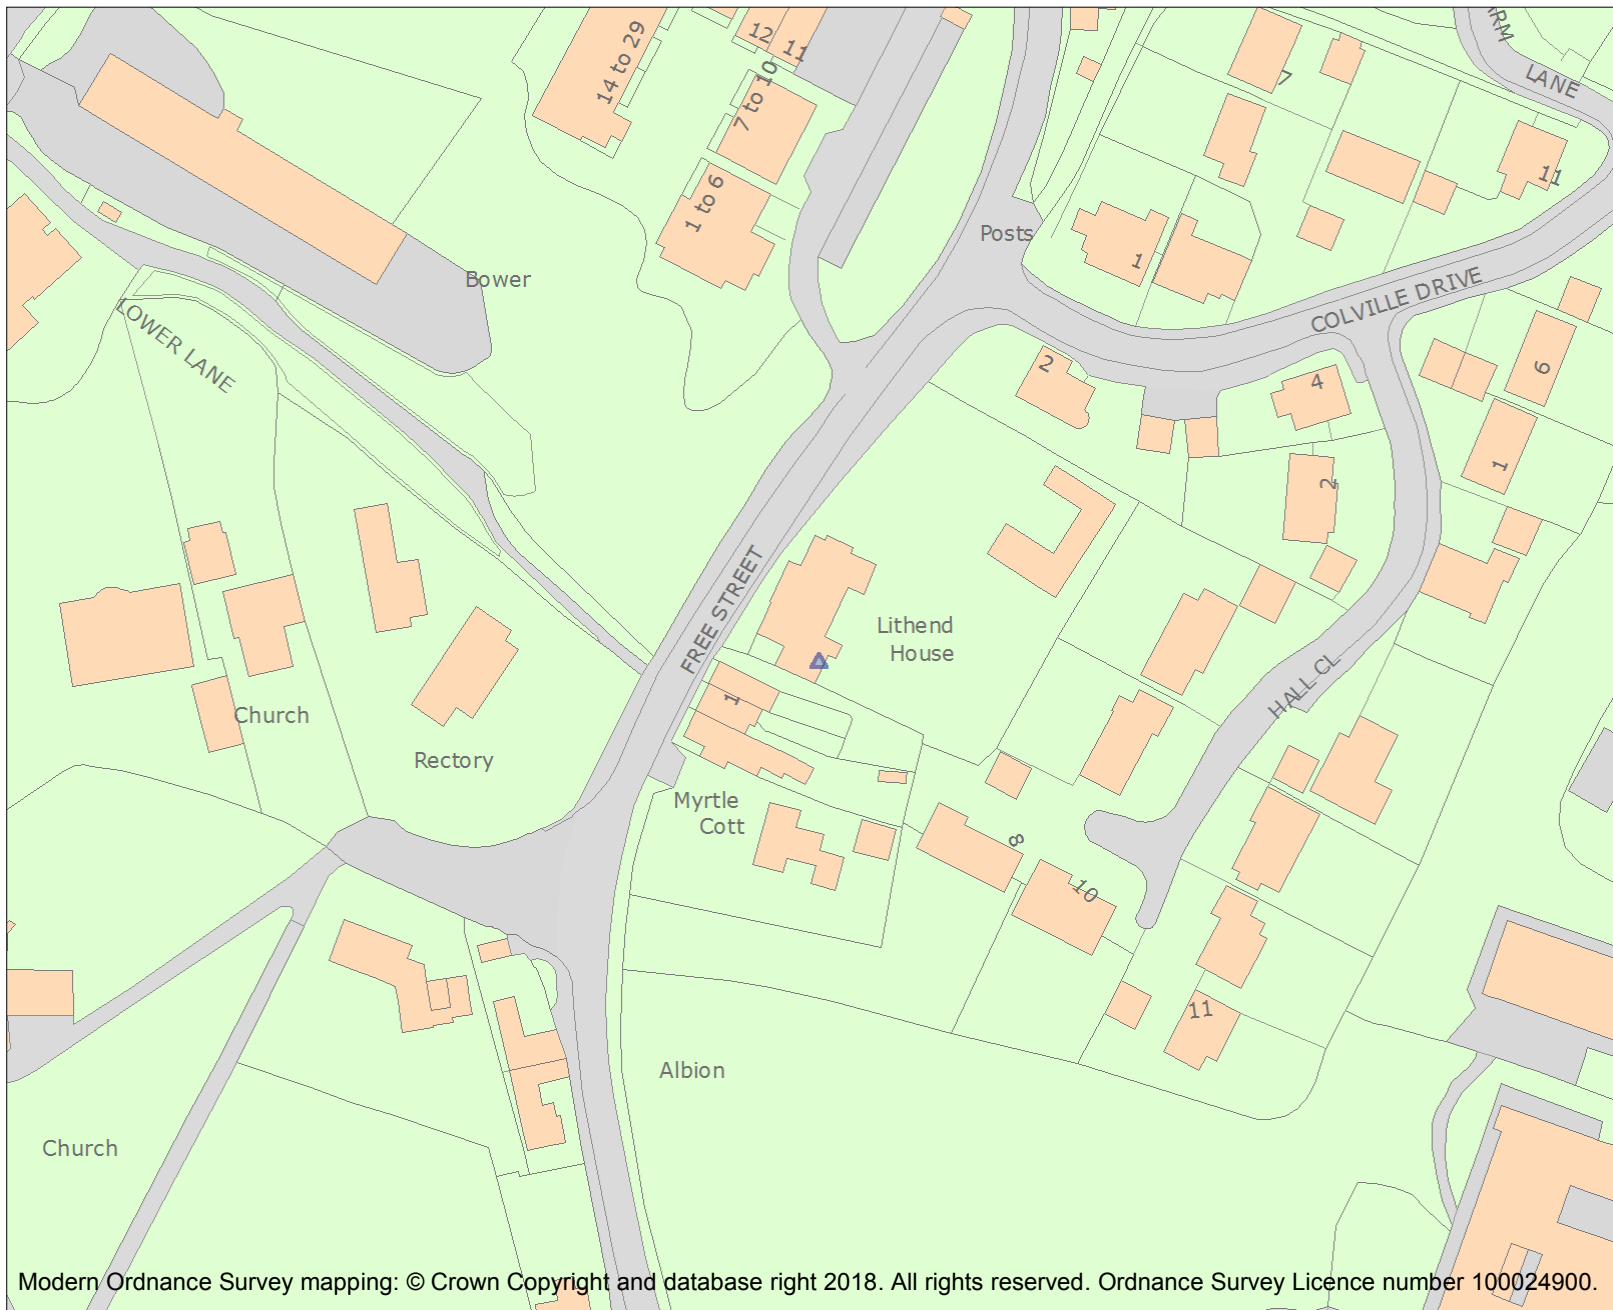 14 to 29
12
11
7 to 10
1 to 6
7
LANE
11
Posts
1
Bower
COLVILLE DRIVE
LOWER LANE
2
4
6
1
2
FREE STREET
Lithend
House
HALL CL
1
Church
Rectory
Myrtle
Cott
8
10
11
Albion
Church
Modern Ordnance Survey mapping: © Crown Copyright and database right 2018. All rights reserved. Ordnance Survey Licence number 100024900.